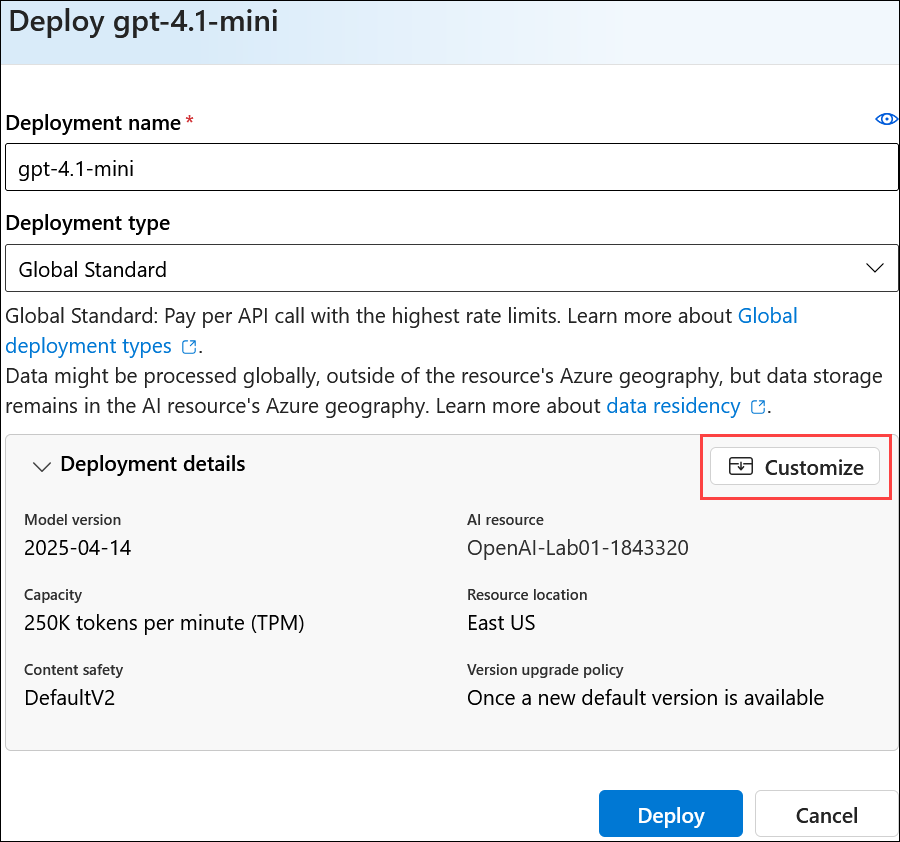 Deploy gpt-4.1-mini
Deployment name *
gpt-4.1-mini
Deployment type
Global Standard
Global Standard: Pay per API call with the highest rate limits. Learn more about Global
deployment types.
Data might be processed globally, outside of the resource's Azure geography, but data storage
remains in the AI resource's Azure geography. Learn more about data residency.
Deployment details
Customize
Model version
AI resource
2025-04-14
OpenAI-Lab01-1843320
Capacity
Resource location
250K tokens per minute (TPM)
East US
Content safety
Version upgrade policy
DefaultV2
Once a new default version is available
Deploy
Cancel